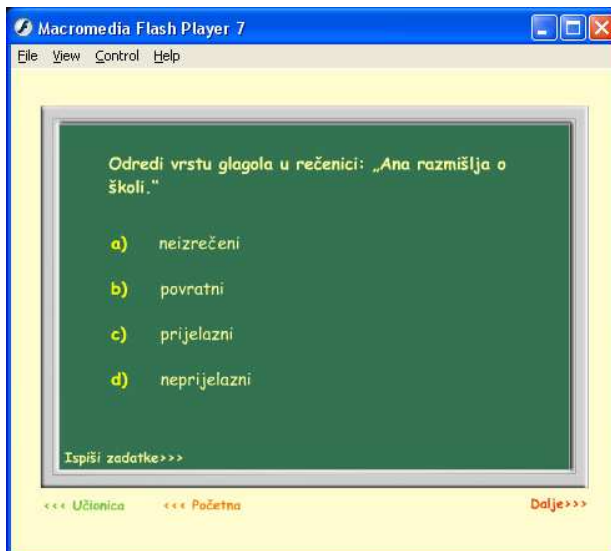 Macromedia Flash Player 7
File View Control Help
Odredi vrstu glagola u rečenici: „Ana razmišlja o
školi."
a) neizrečeni
b) povratni
c) prijelazni
d) neprijelazni
Ispiši zadatke>>>
<<< Učionica <<< Početna Dalje>>>